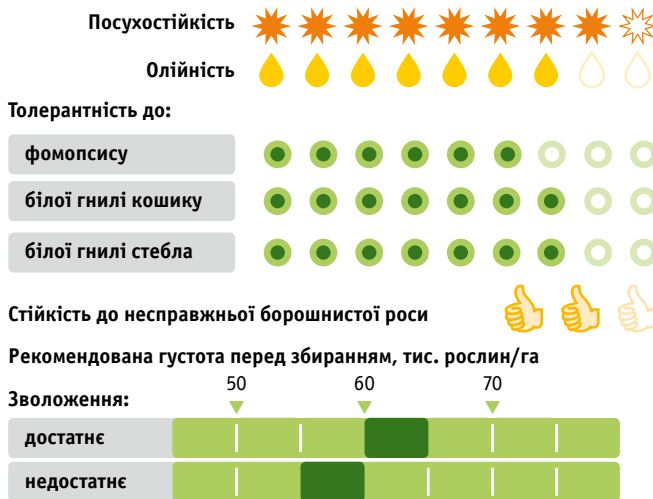 Посухостійкість
Олійність
Толерантність до:
фомопсису
білої гнилі кошику
білої гнилі стебла
Стійкість до несправжньої борошнистої роси
Рекомендована густота перед збиранням, тис. рослин/га
50 60 70
Зволоження:
достатнє
недостатнє